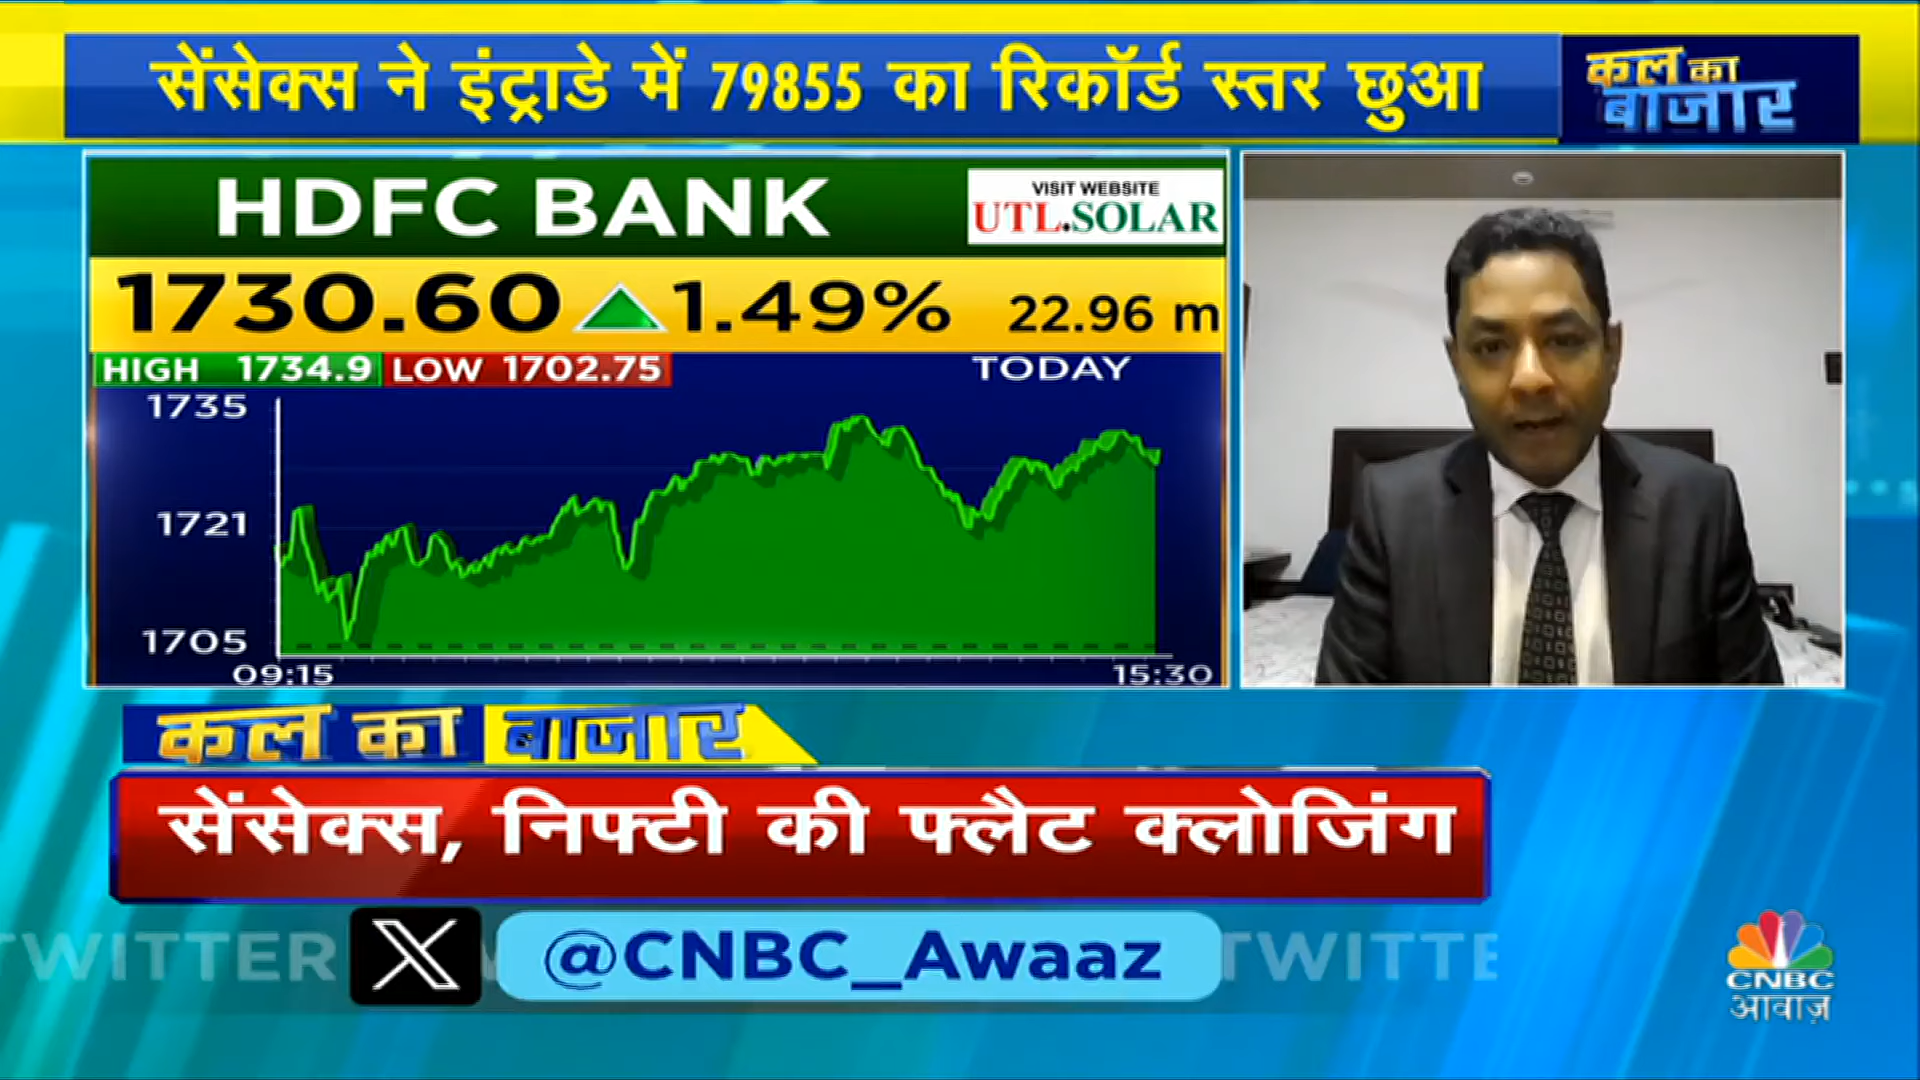 सेंसेक्स ने इंट्राडे में 79855 का रिकॉर्ड स्तर छुआ
कल का
बाजार
HDFC BANK
VISIT WEBSITE
UTL.SOLAR
1730.60 1.49% 22.96 m
HIGH 1734.9 LOW 1702.75 TODAY
1735
1721
1705
09:15 15:30
कल का बाजार
सेंसेक्स, निफ्टी की फ्लैट क्लोजिंग
TWITTER X @CNBC_Awaaz TWITTE
CNBC
आवाज़